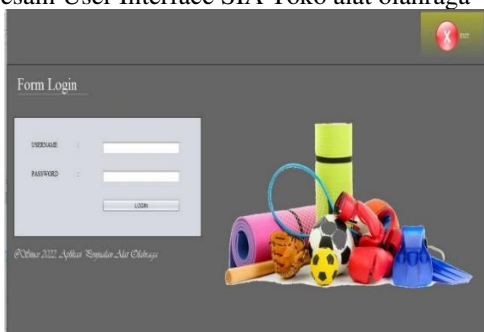 esain User Interface SIA Toko alat olahraga
X
EXIT
Form Login
USERNAME :
PASSWORD :
LOGIN
@Since 2022, Aplikasi Penjualan Alat Olahraga